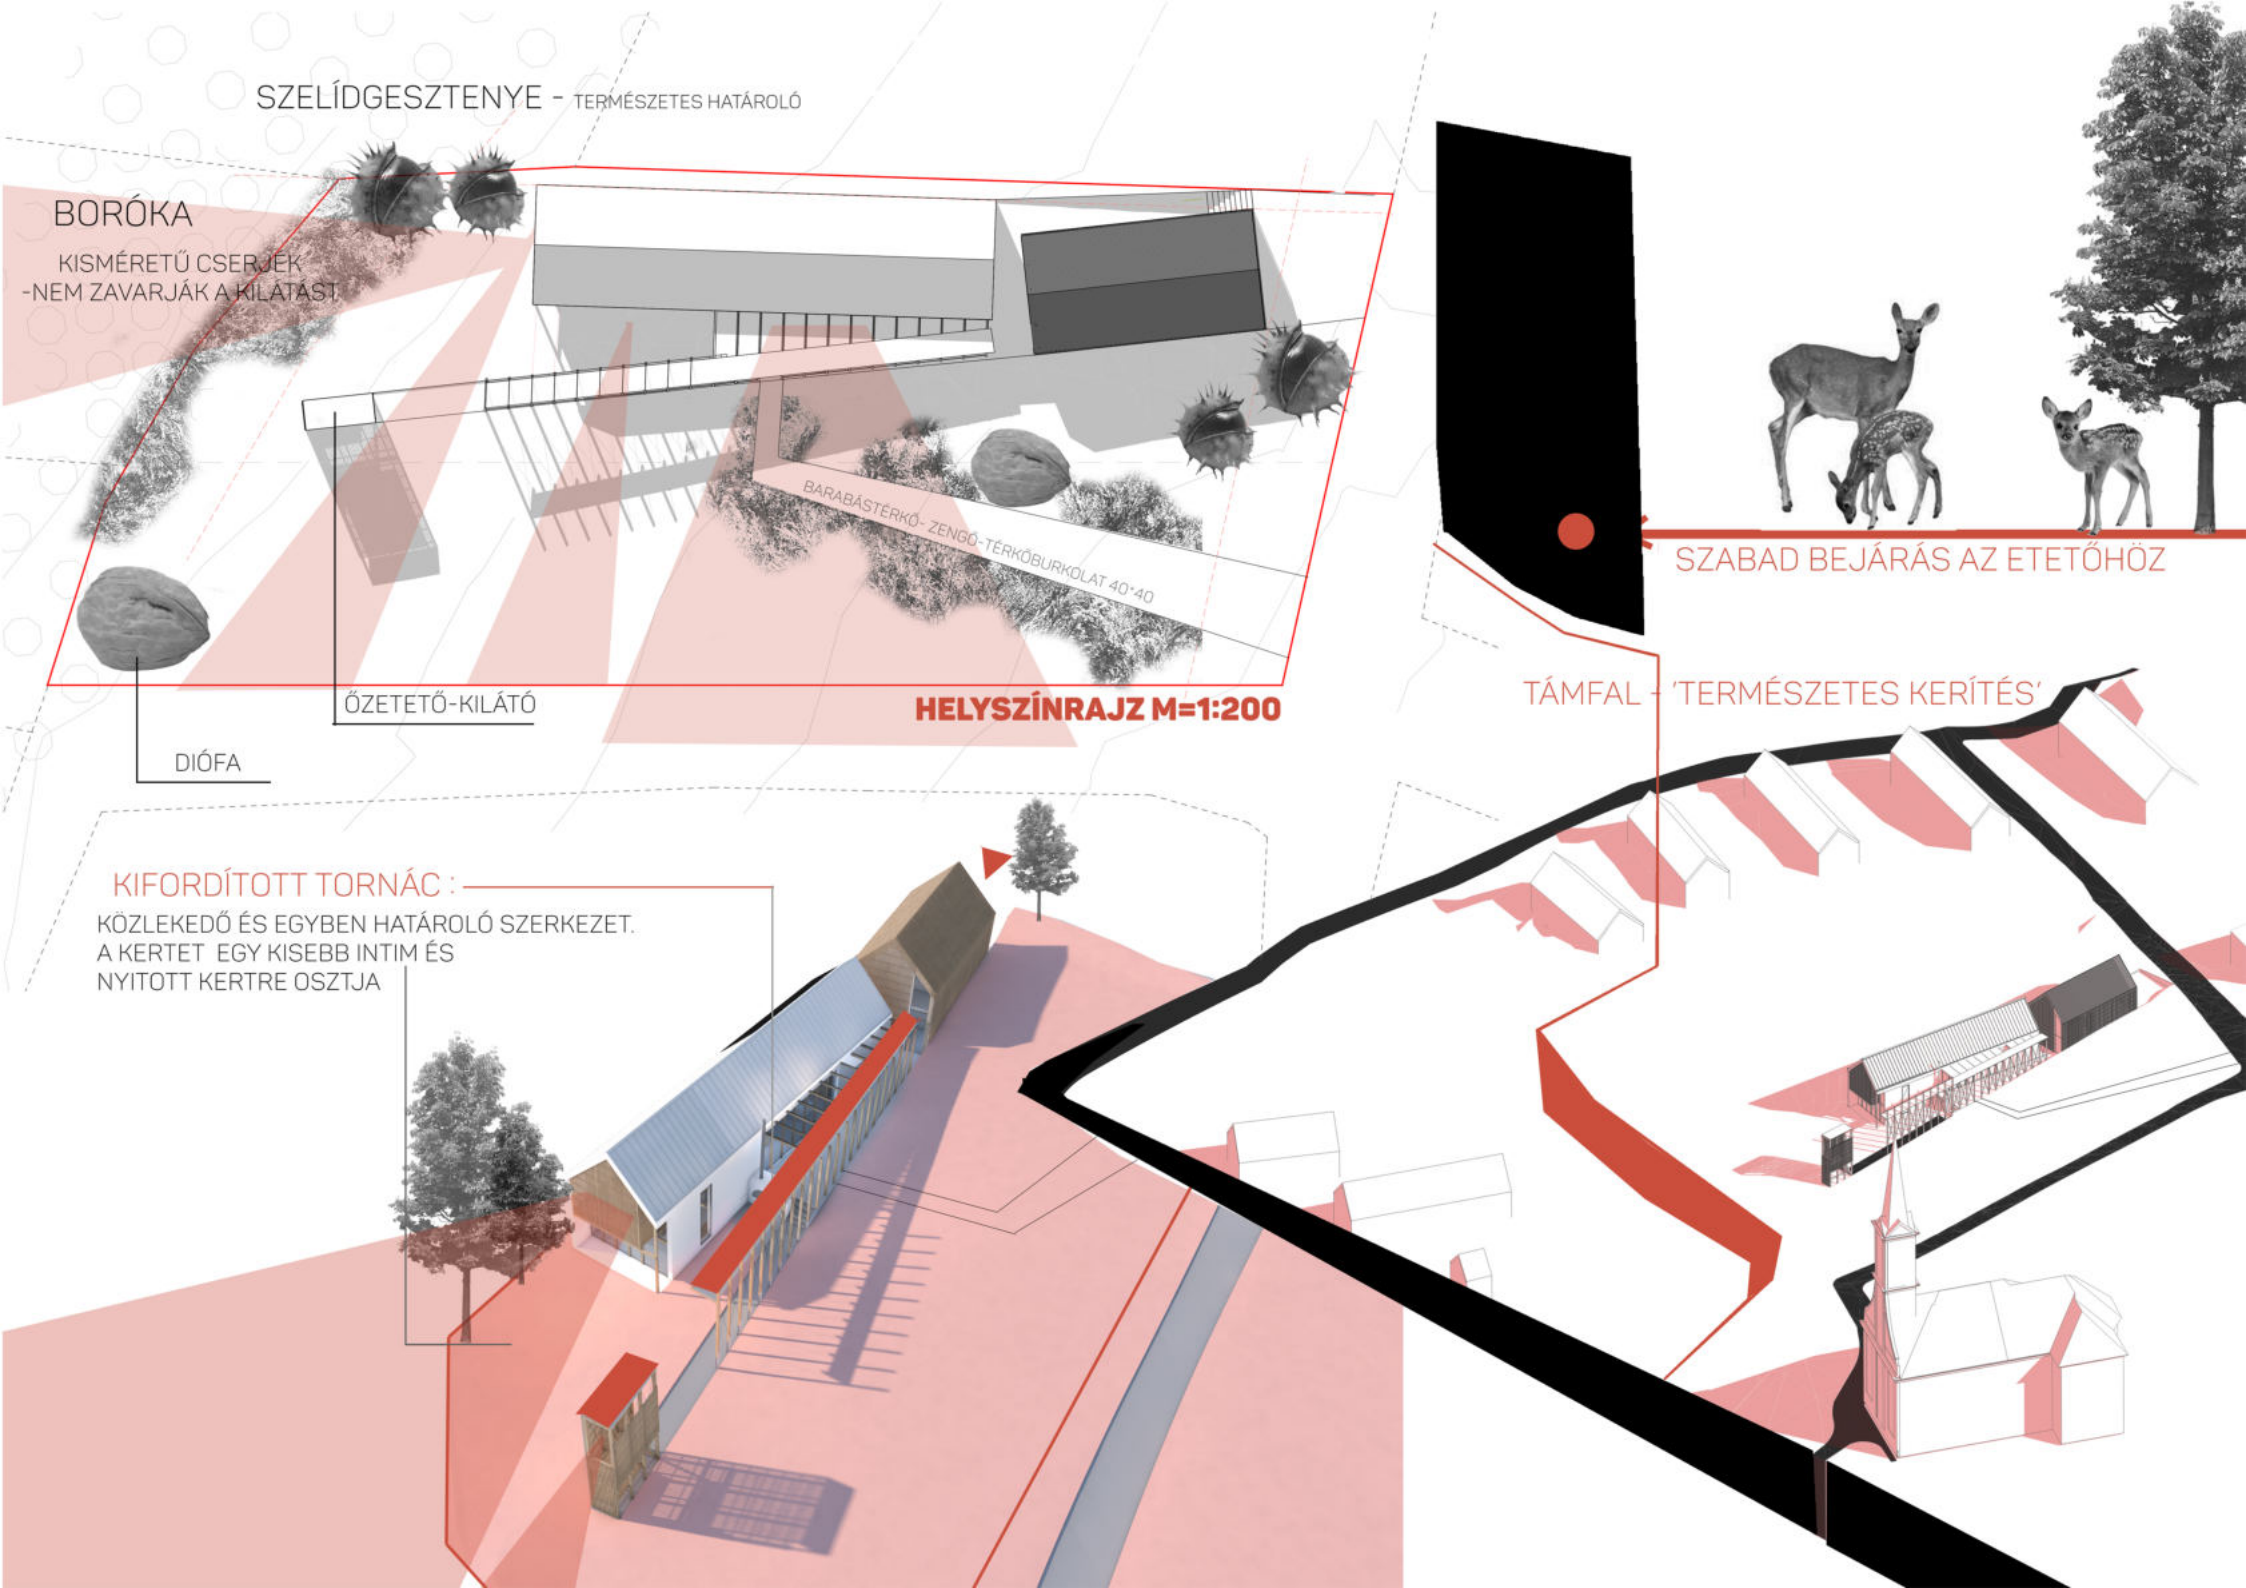 SZELÍDGESZTENYE - TERMÉSZETES HATÁROLÓ
BORÓKA
KISMÉRETŰ CSERJÉK
-NEM ZAVARJÁK A KILÁTÁST
BARABÁSTÉRKŐ- ZENGŐ-TÉRKŐBURKOLAT 40*40
SZABAD BEJÁRÁS AZ ETETŐHÖZ
ŐZETETŐ-KILÁTÓ
HELYSZÍNRAJZ M=1:200
TÁMFAL - 'TERMÉSZETES KERÍTÉS'
DIÓFA
KIFORDÍTOTT TORNÁC :
KÖZLEKEDŐ ÉS EGYBEN HATÁROLÓ SZERKEZET.
A KERTET EGY KISEBB INTIM ÉS
NYITOTT KERTRE OSZTJA